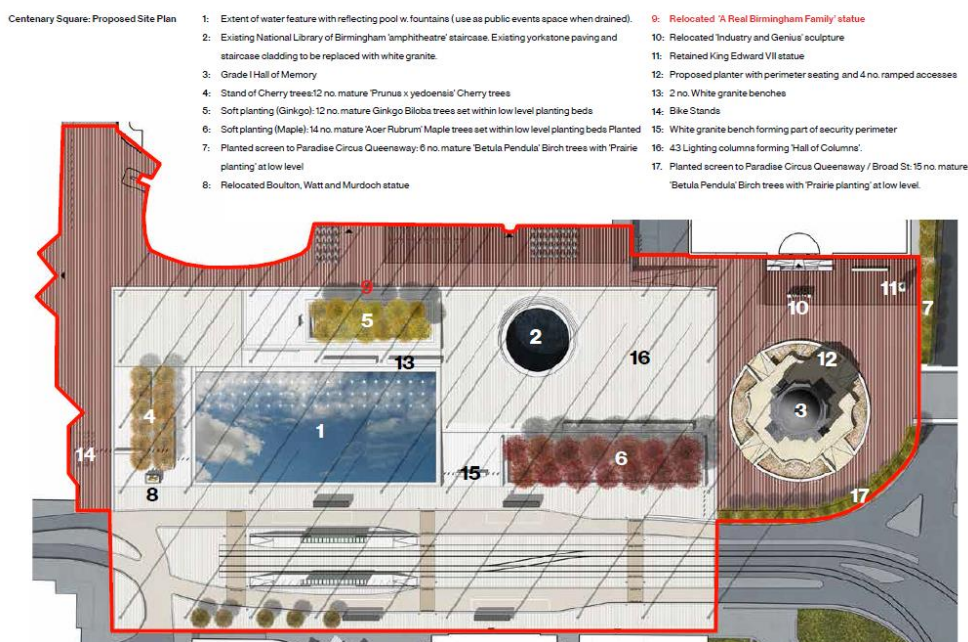 Centenary Square: Proposed Site Plan
1: Extent of water feature with reflecting pool w. fountains ( use as public events space when drained).
2: Existing National Library of Birmingham 'amphitheatre' staircase. Existing yorkstone paving and
staircase cladding to be replaced with white granite.
3: Grade I Hall of Memory
4: Stand of Cherry trees:12 no. mature 'Prunus x yedoensis' Cherry trees
5: Soft planting (Ginkgo): 12 no. mature Ginkgo Biloba trees set within low level planting beds
6: Soft planting (Maple): 14 no. mature 'Acer Rubrum' Maple trees set within low level planting beds Planted
7: Planted screen to Paradise Circus Queensway: 6 no. mature 'Betula Pendula' Birch trees with 'Prairie
planting' at low level
8: Relocated Boulton, Watt and Murdoch statue
9: Relocated 'A Real Birmingham Family' statue
10: Relocated 'Industry and Genius' sculpture
11: Retained King Edward VII statue
12: Proposed planter with perimeter seating and 4 no. ramped accesses
13: 2 no. White granite benches
14: Bike Stands
15: White granite bench forming part of security perimeter
16: 43 Lighting columns forming 'Hall of Columns'.
17. Planted screen to Paradise Circus Queensway / Broad St: 15 no. mature
'Betula Pendula' Birch trees with 'Prairie planting' at low level.
9
11
10
7
5
2
13
16
12
4
1
3
14
15
6
8
17